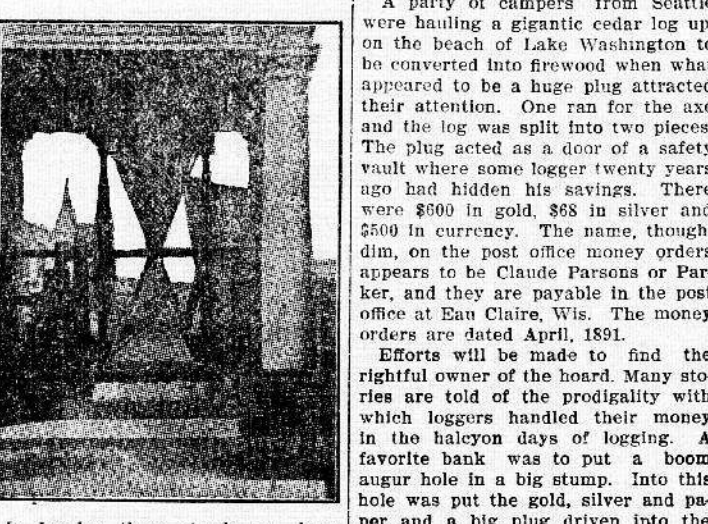 A party of campers from Seattle
were hauling a gigantic cedar log up
on the beach of Lake Washington to
be converted into firewood when what
appeared to be a huge plug attracted
their attention. One ran for the axe
and the log was split into two pieces
The plug acted as a door of a safety
vault where some logger twenty years
ago had hidden his savings. There
were $600 in gold, $68 in silver and
$500 in currency. The name, though
dim, on the post office money orders
appears to be Claude Parsons or Par
ker, and they are payable in the post
office at Eau Claire, Wis. The money
orders are dated April, 1891.
Efforts will be made to find the
rightful owner of the hoard. Many sto-
ries are told of the prodigality with
which loggers handled their money
in the halcyon days of logging. A
favorite bank was to put a boom
augur hole in a big stump. Into this
hole was put the gold, silver and pa-
per and a big plug driven into the